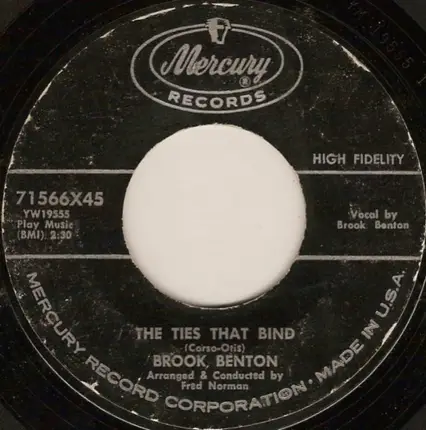 Mercury
®
RECORDS
HIGH FIDELITY
71566X45
YW19555
Play Music
(BMI) 2:30
Vocal by
Brook Benton
THE TIES THAT BIND
(Corso-Otis)
BROOK BENTON
Arranged & Conducted by
Fred Norman
MERCURY RECORD CORPORATION • MADE IN U.S.A.